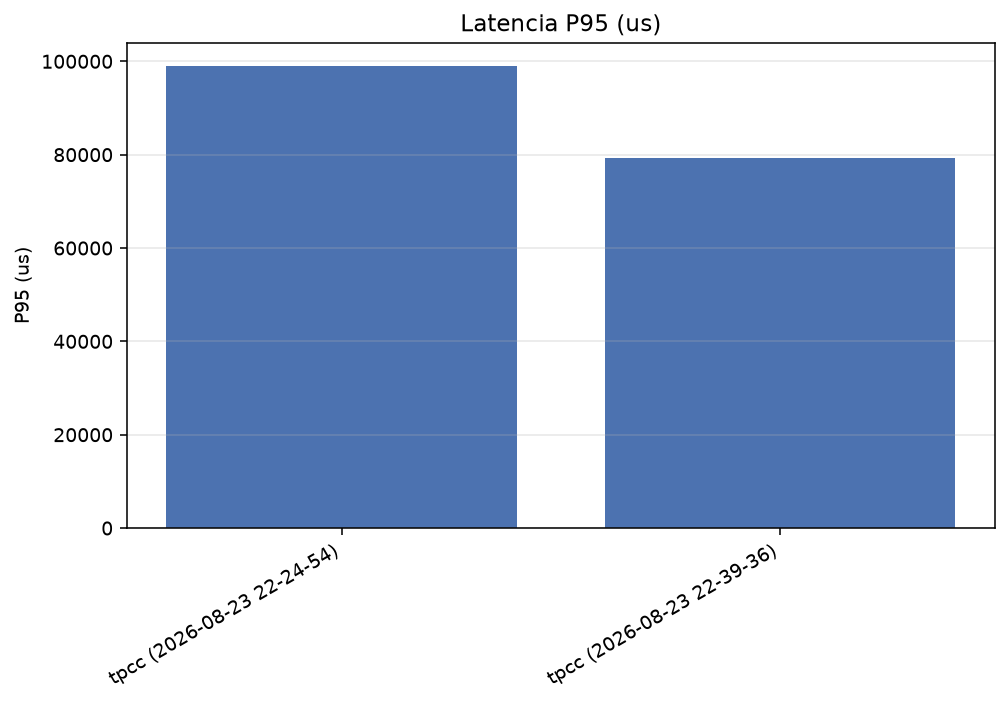 Latencia P95 (us)
P95 (us)
100000
80000
60000
40000
20000
0
tpcc (2026-08-23 22-24-54)
tpcc (2026-08-23 22-39-36)